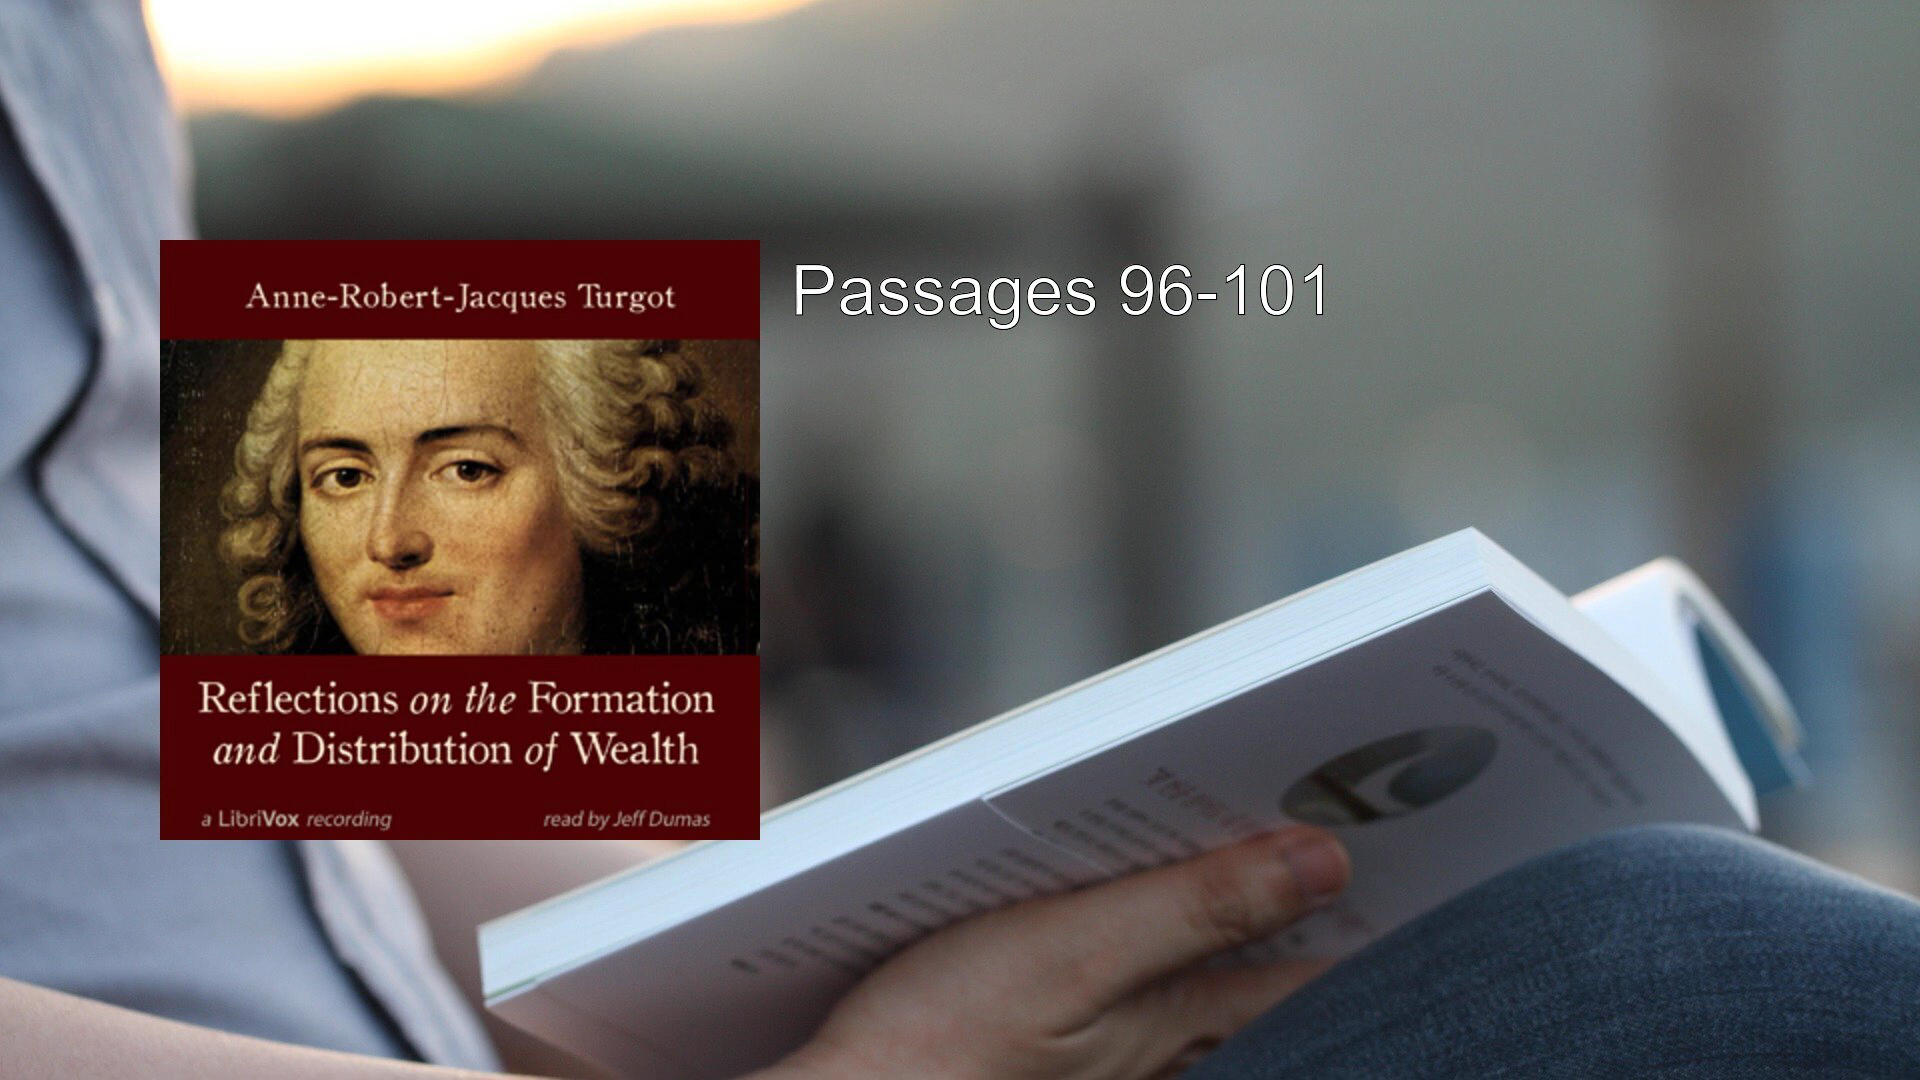 Anne-Robert-Jacques Turgot
Passages 96-101
Reflections on the Formation
and Distribution of Wealth
a LibriVox recording
read by Jeff Dumas